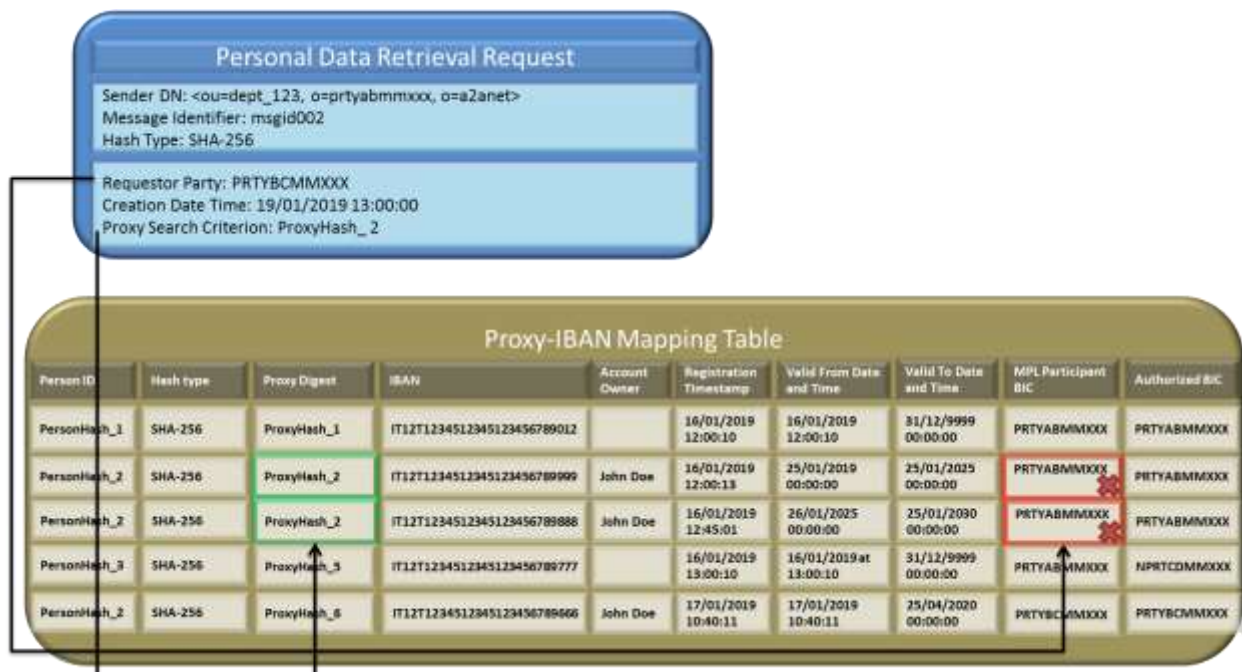 Personal Data Retrieval Request
Sender DN: <ou=dept_123, o=prtyabmmxxx, o=a2anet>
Message Identifier: msgid002
Hash Type: SHA-256
Requestor Party: PRTYBCMMXXX
Creation Date Time: 19/01/2019 13:00:00
Proxy Search Criterion: ProxyHash_ 2
Proxy-IBAN Mapping Table
Person ID Hash type Proxy Digest IBAN Account Owner Registration Timestamp Valid From Date and Time Valid To Date and Time MPL Participant BIC Authorized BIC
PersonHash_1 SHA-256 ProxyHash_1 IT12T1234512345123456789012 16/01/2019 12:00:10 16/01/2019 12:00:10 31/12/9999 00:00:00 PRTYABMMXXX PRTYABMMXXX
PersonHash_2 SHA-256 ProxyHash_2 IT12T1234512345123456789999 John Doe 16/01/2019 12:00:13 25/01/2019 00:00:00 25/01/2025 00:00:00 PRTYABMMXXX PRTYABMMXXX
PersonHash_2 SHA-256 ProxyHash_2 IT12T1234512345123456789888 John Doe 16/01/2019 12:45:01 26/01/2025 00:00:00 25/01/2030 00:00:00 PRTYABMMXXX PRTYABMMXXX
PersonHash_3 SHA-256 ProxyHash_5 IT12T1234512345123456789777 16/01/2019 13:00:10 16/01/2019at 13:00:10 31/12/9999 00:00:00 PRTYABMMXXX NPRTCDMMXXX
PersonHash_2 SHA-256 ProxyHash_6 IT12T1234512345123456789666 John Doe 17/01/2019 10:40:11 17/01/2019 10:40:11 25/04/2020 00:00:00 PRTYBCMMXXX PRTYBCMMXXX